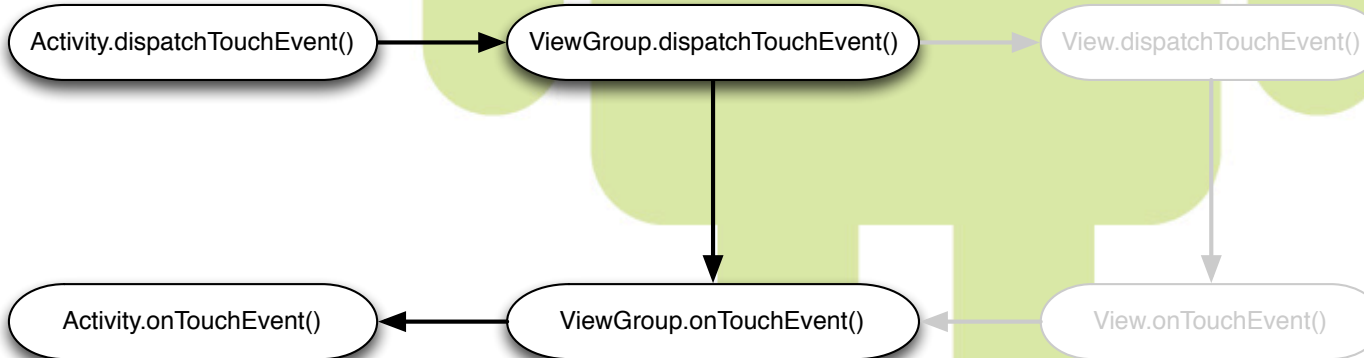 Activity.dispatchTouchEvent()
ViewGroup.dispatchTouchEvent()
View.dispatchTouchEvent()
Activity.onTouchEvent()
ViewGroup.onTouchEvent()
View.onTouchEvent()